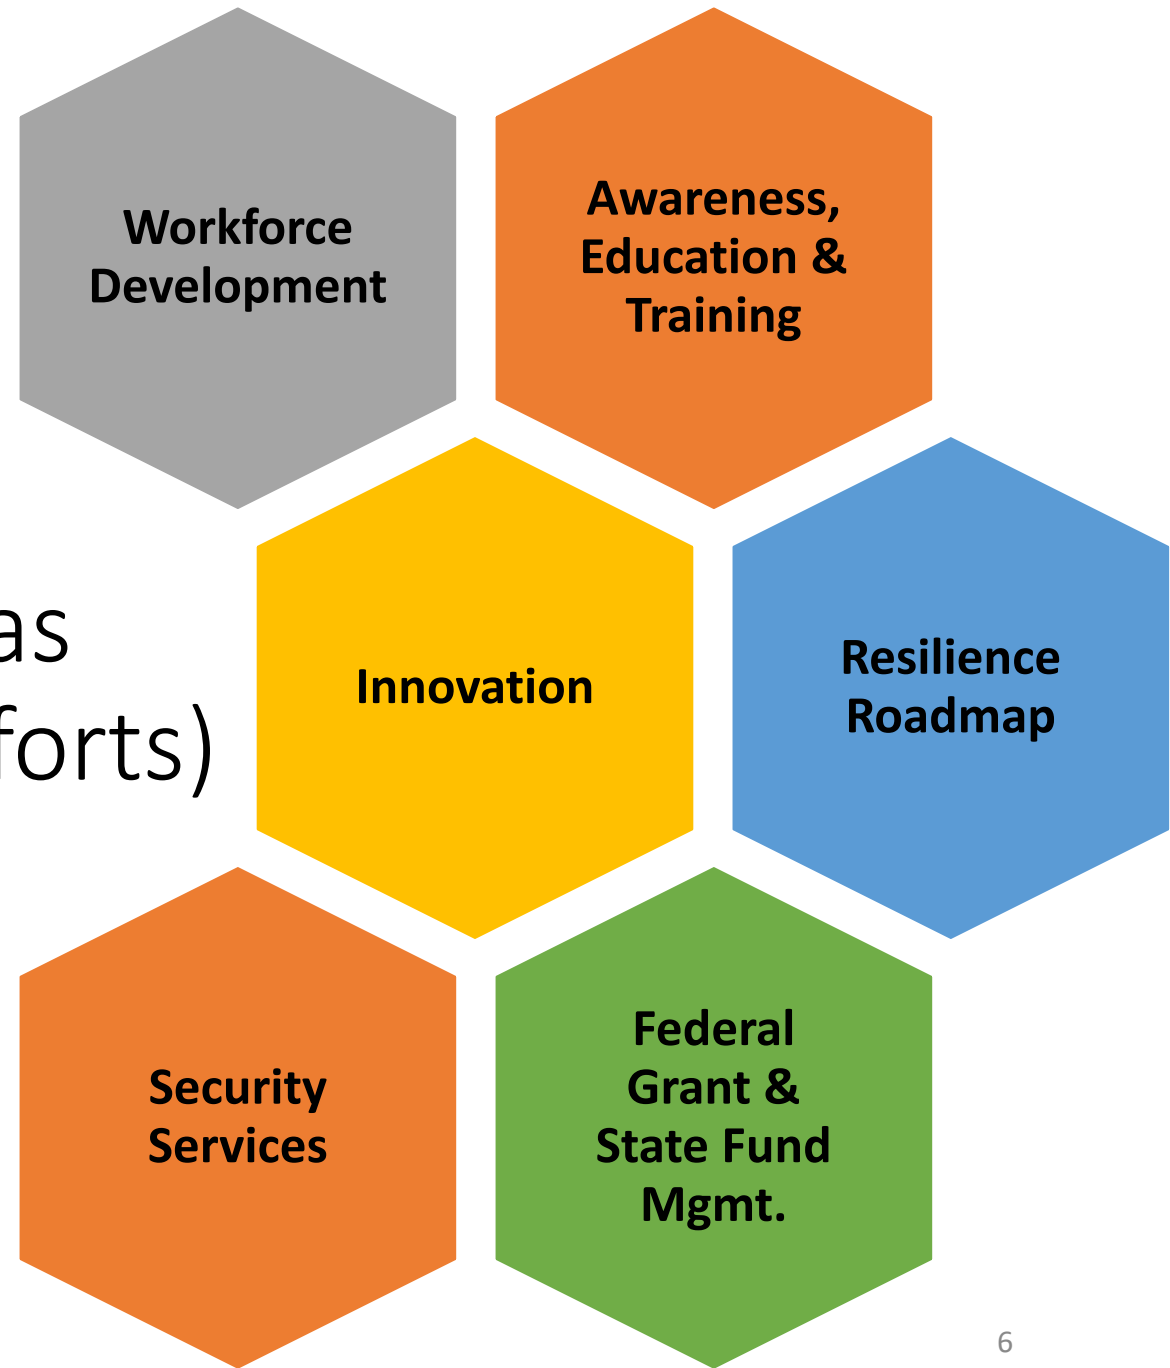 Workforce
Development
Awareness,
Education &
Training
as
forts)
Innovation
Resilience
Roadmap
Security
Services
Federal
Grant &
State Fund
Mgmt.
6